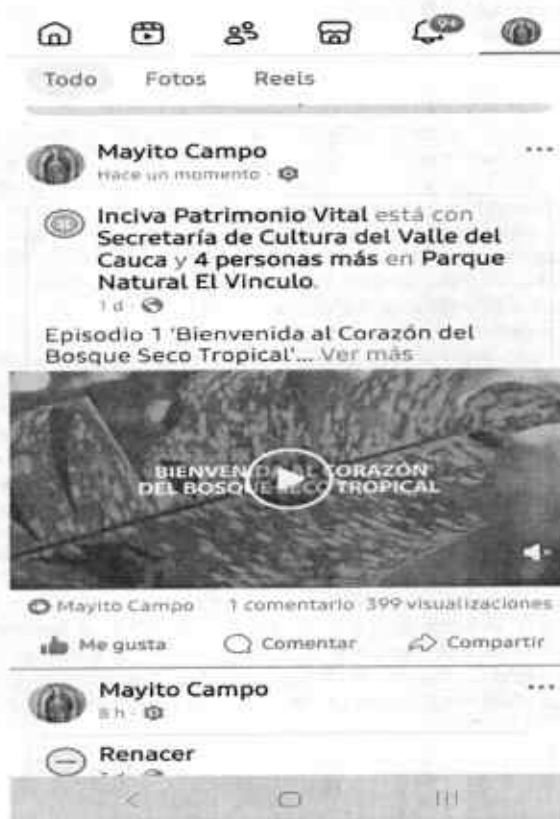 9+
Todo Fotos Reels
Mayito Campo
Hace un momento
Inciva Patrimonio Vital está con
Secretaría de Cultura del Valle del
Cauca y 4 personas más en Parque
Natural El Vinculo.
1 d
Episodio 1 'Bienvenida al Corazón del
Bosque Seco Tropical'... Ver más
BIENVENIDA AL CORAZÓN
DEL BOSQUE SECO TROPICAL
Mayito Campo 1 comentario 399 visualizaciones
Me gusta Comentar Compartir
Mayito Campo
8 h
Renacer